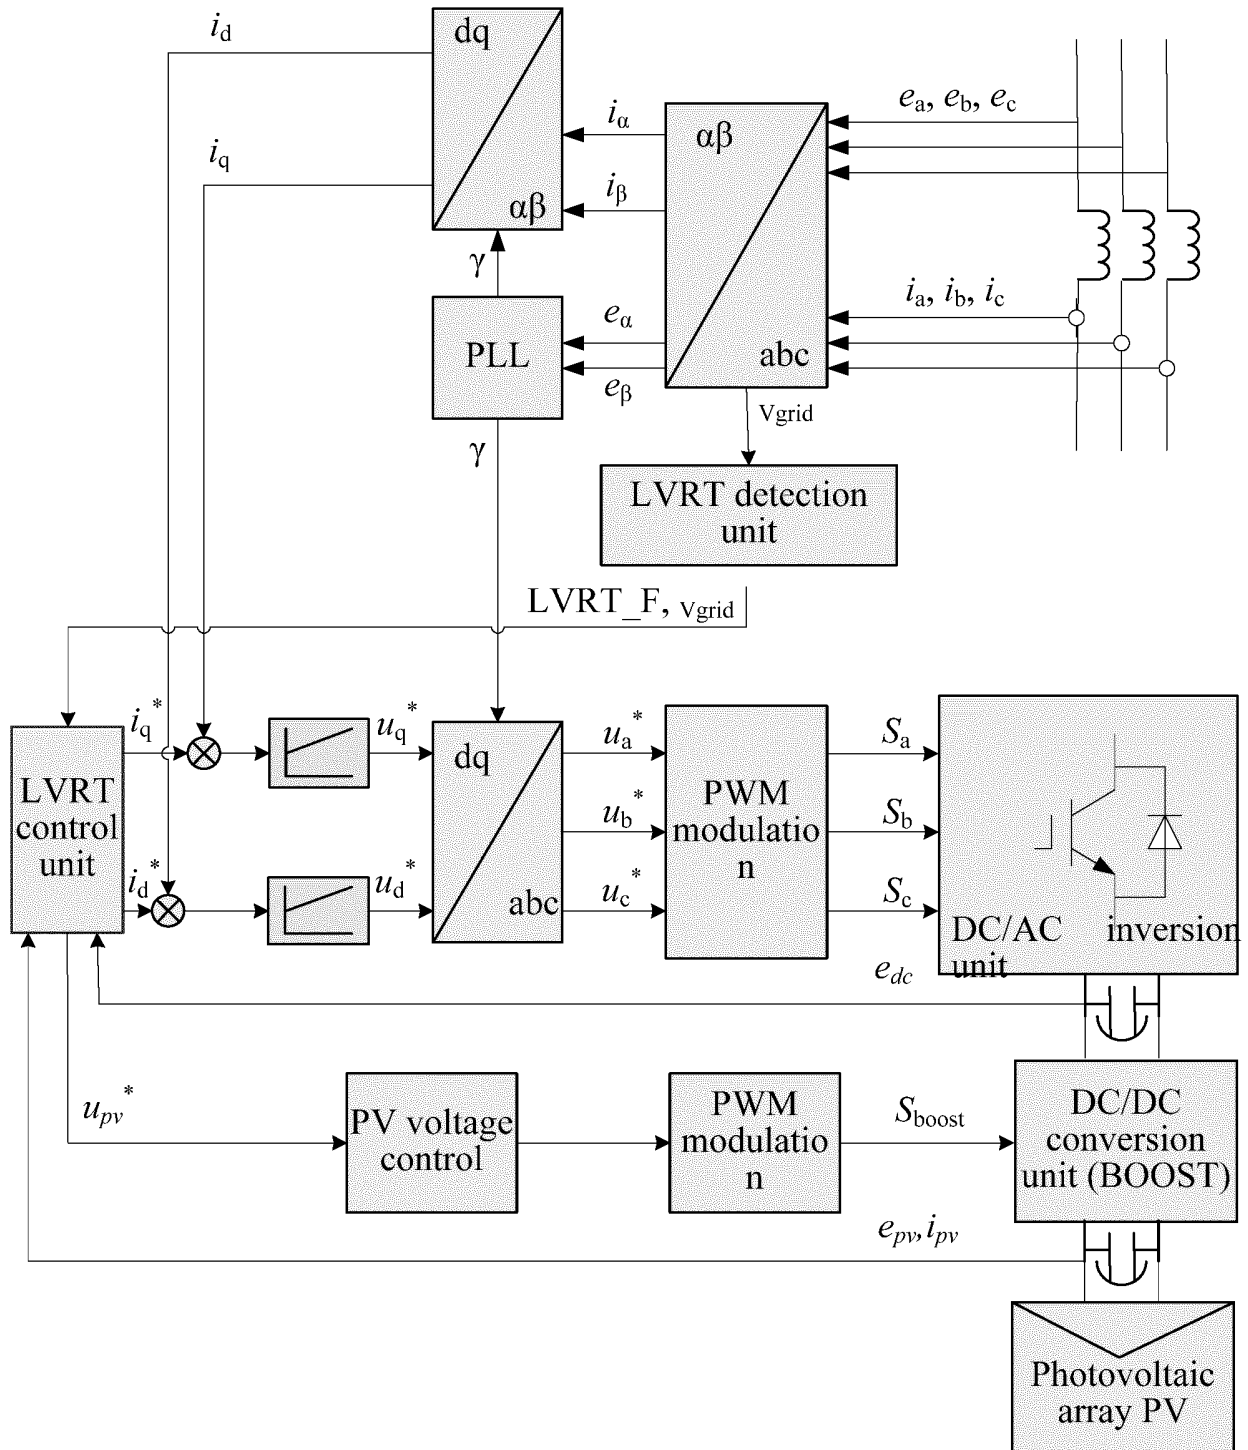 i_d
dq
e_a, e_b, e_c
i_α
αβ
i_q
i_β
αβ
γ
i_a, i_b, i_c
e_α
PLL
abc
e_β
Vgrid
γ
LVRT detection
unit
LVRT_F, Vgrid
i_q*
u_q*
dq
u_a*
S_a
LVRT
control
unit
PWM
modulatio
n
u_b*
S_b
i_d*
u_d*
abc
u_c*
S_c
DC/AC inversion
unit
e_dc
u_pv*
PV voltage
control
PWM
modulatio
n
S_boost
DC/DC
conversion
unit (BOOST)
e_pv, i_pv
Photovoltaic
array PV